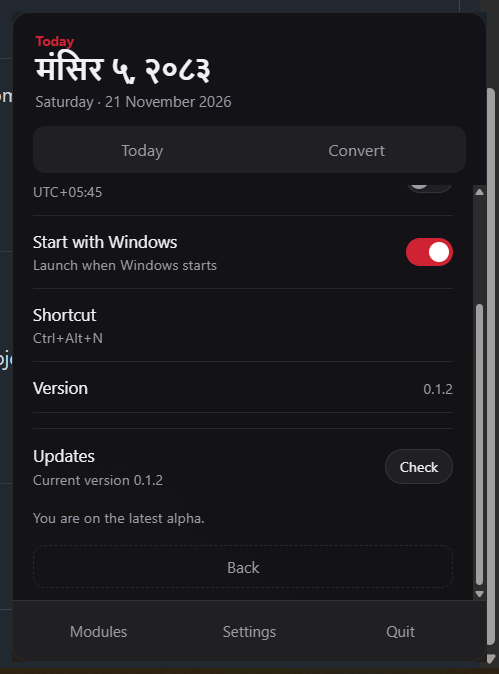 Today
मंसिर ५, २०८३
Saturday · 21 November 2026
Today
Convert
UTC+05:45
Start with Windows
Launch when Windows starts
Shortcut
Ctrl+Alt+N
Version
0.1.2
Updates
Current version 0.1.2
Check
You are on the latest alpha.
Back
Modules
Settings
Quit